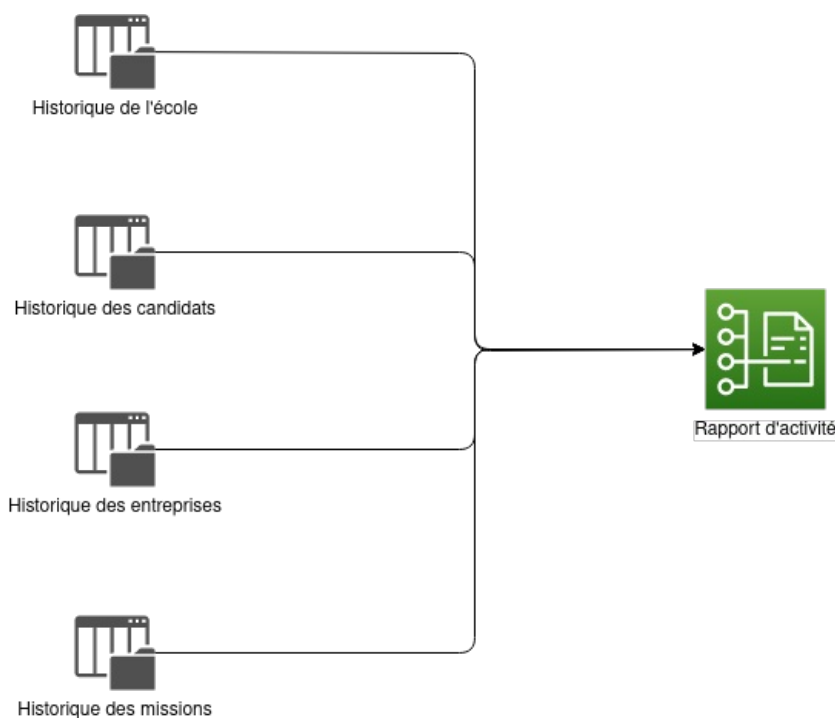 Historique de l'école
Historique des candidats
Rapport d'activité
Historique des entreprises
Historique des missions